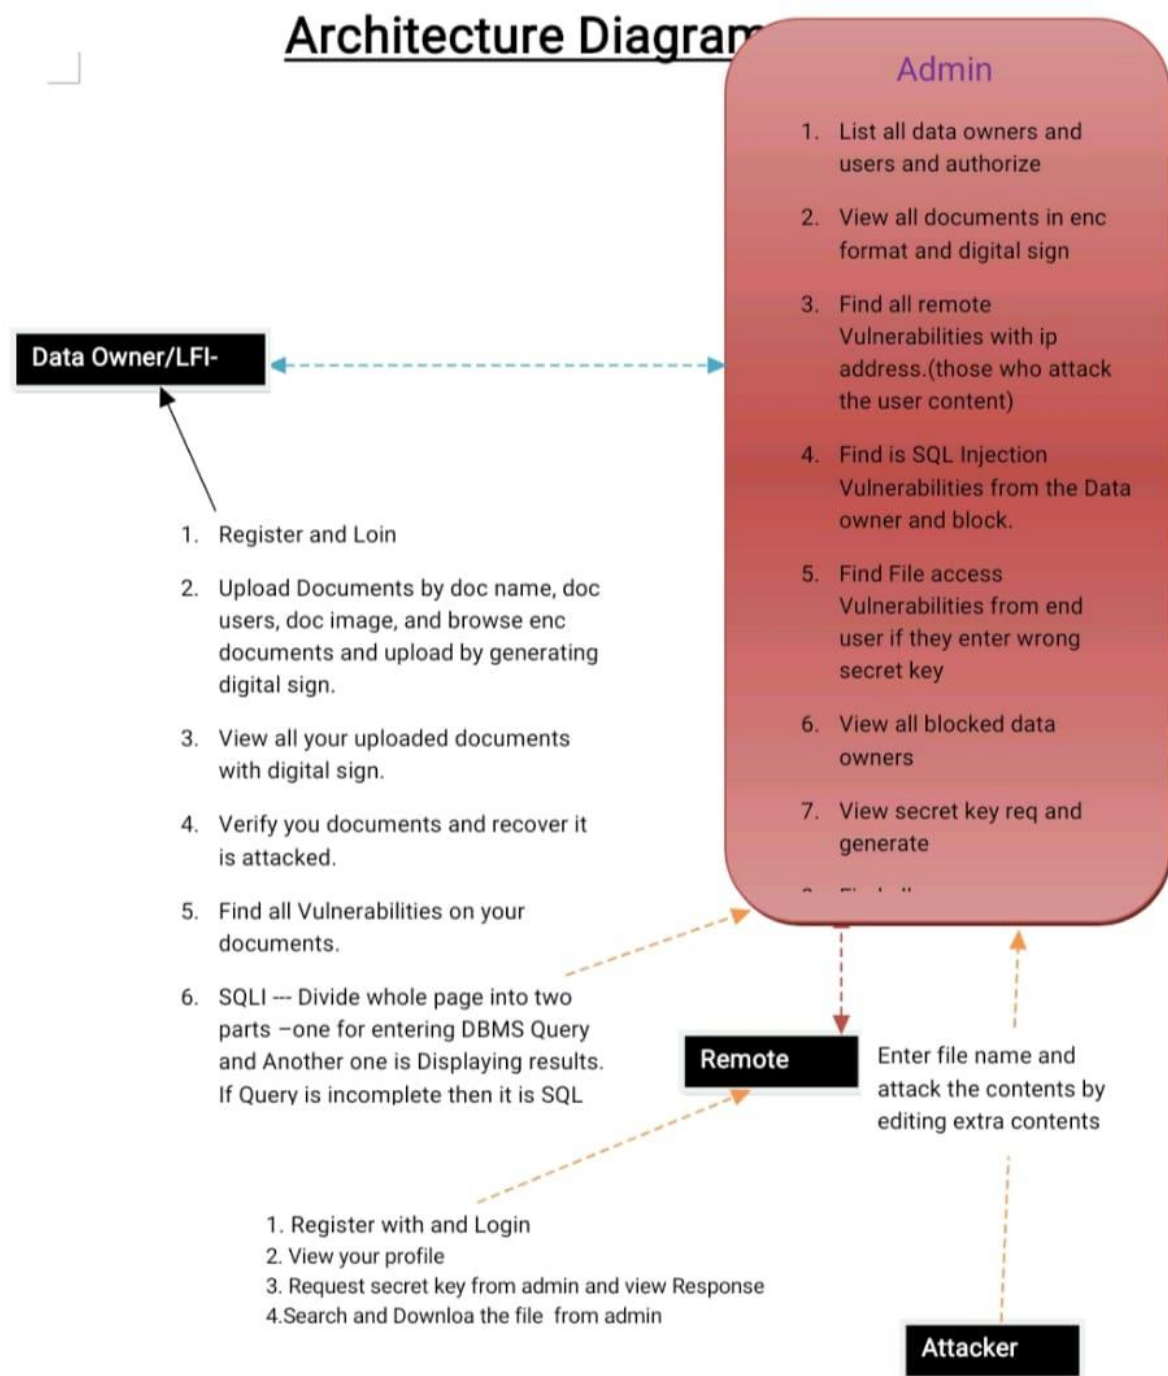 Architecture Diagram
Admin
1. List all data owners and
users and authorize
2. View all documents in enc
format and digital sign
3. Find all remote
Vulnerabilities with ip
address.(those who attack
the user content)
4. Find is SQL Injection
Vulnerabilities from the Data
owner and block.
5. Find File access
Vulnerabilities from end
user if they enter wrong
secret key
6. View all blocked data
owners
7. View secret key req and
generate
Data Owner/LFI-
1. Register and Loin
2. Upload Documents by doc name, doc
users, doc image, and browse enc
documents and upload by generating
digital sign.
3. View all your uploaded documents
with digital sign.
4. Verify you documents and recover it
is attacked.
5. Find all Vulnerabilities on your
documents.
6. SQLI --- Divide whole page into two
parts –one for entering DBMS Query
and Another one is Displaying results.
If Query is incomplete then it is SQL
Remote
Enter file name and
attack the contents by
editing extra contents
1. Register with and Login
2. View your profile
3. Request secret key from admin and view Response
4.Search and Downloa the file from admin
Attacker